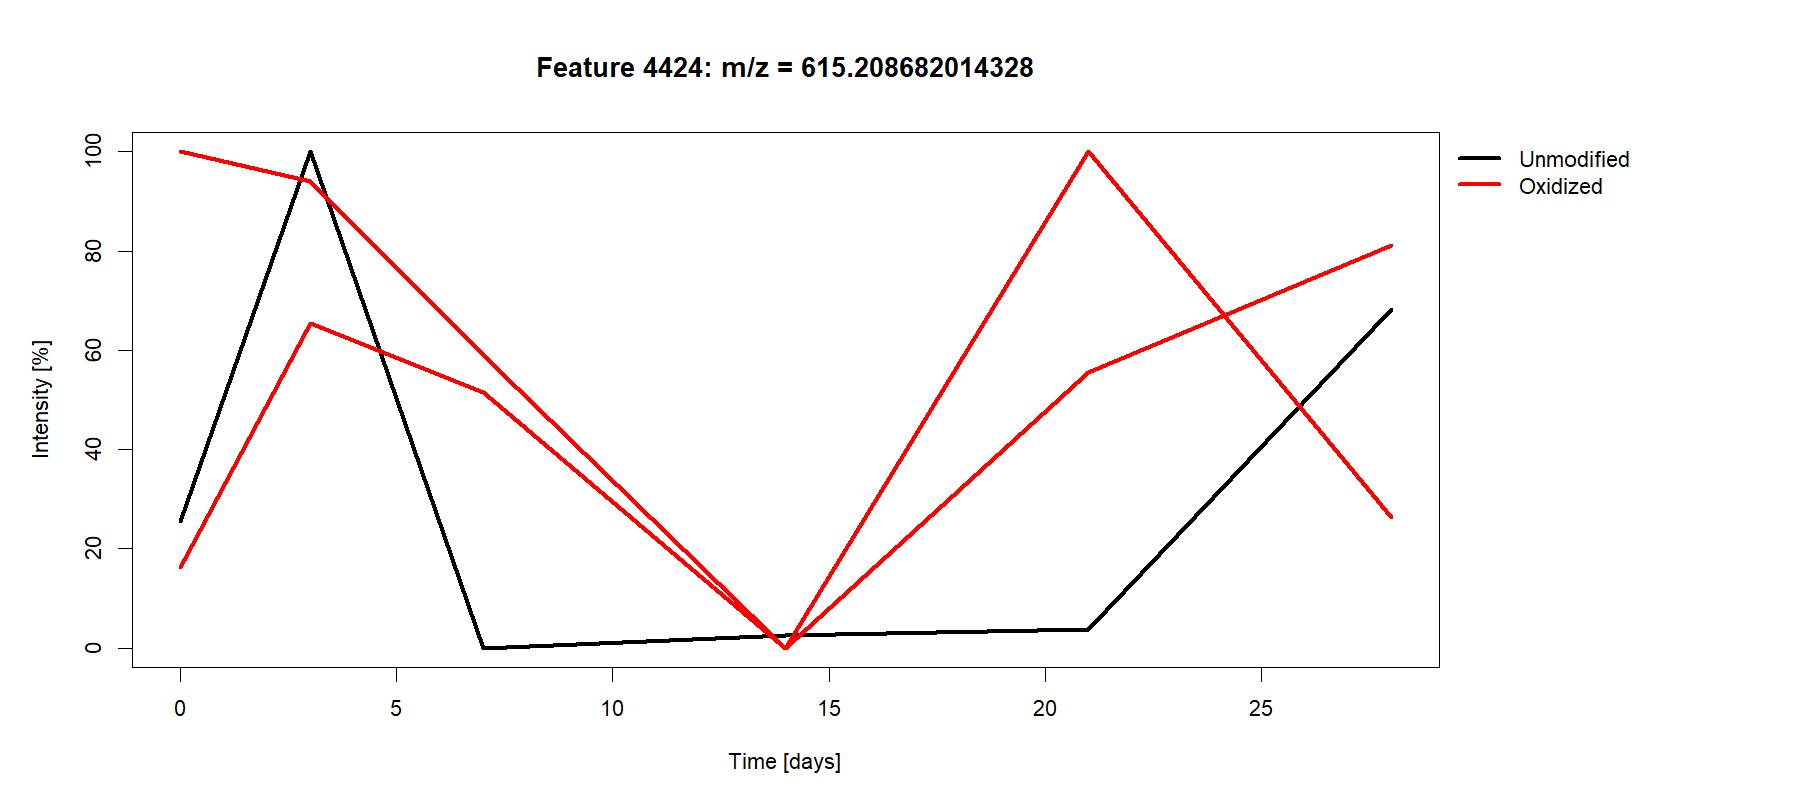 Feature 4424: m/z = 615.208682014328
100
80
60
40
20
0
Intensity [%]
0 5 10 15 20 25
Time [days]
Unmodified
Oxidized